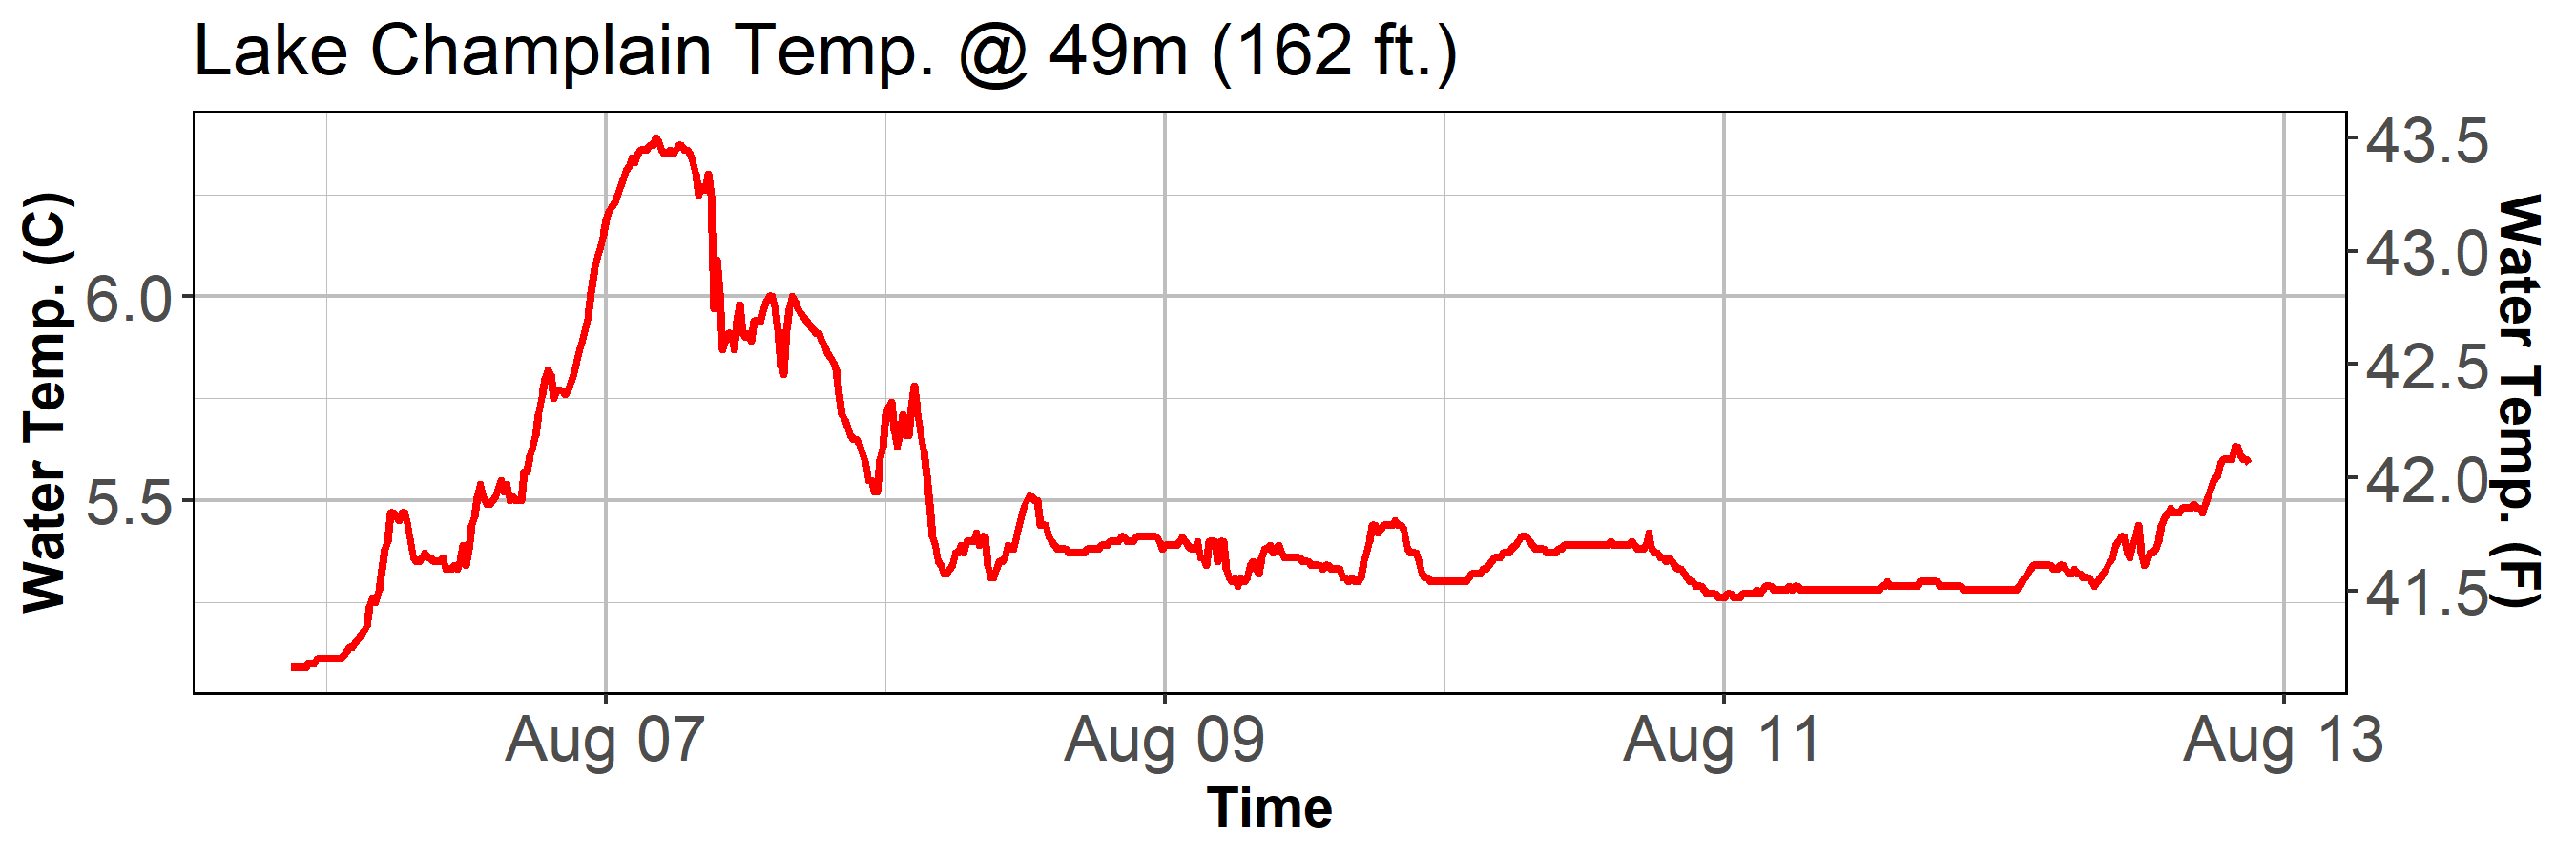 Lake Champlain Temp. @ 49m (162 ft.)
Water Temp. (C)
6.0
5.5
43.5
43.0
42.5
42.0
41.5
Water Temp. (F)
Aug 07
Aug 09
Aug 11
Aug 13
Time